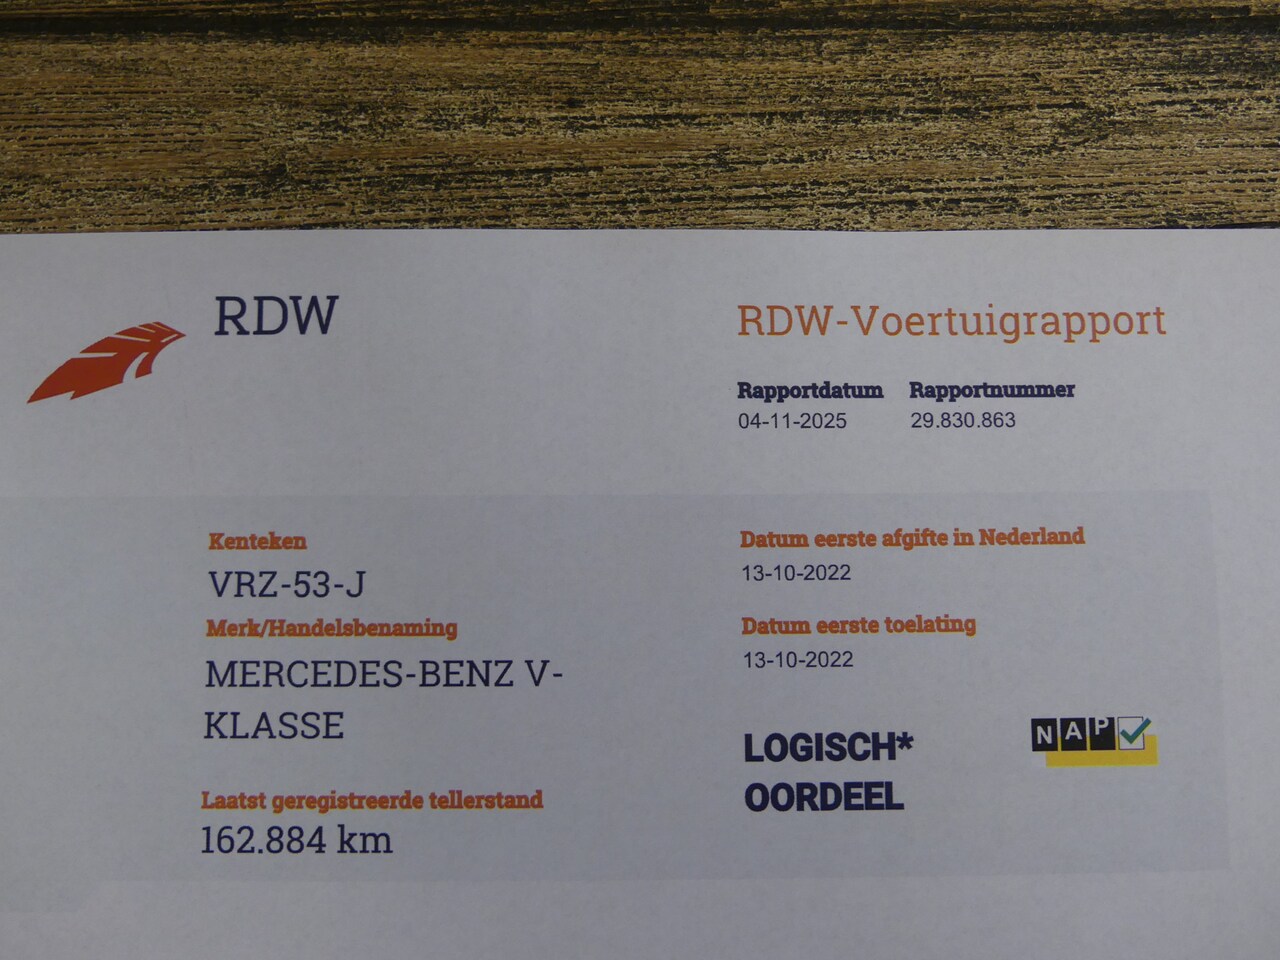 RDW
RDW-Voertuigrapport
Rapportdatum Rapportnummer
04-11-2025 29.830.863
Kenteken
VRZ-53-J
Merk/Handelsbenaming
MERCEDES-BENZ V-
KLASSE
Laatst geregistreerde tellerstand
162.884 km
Datum eerste afgifte in Nederland
13-10-2022
Datum eerste toelating
13-10-2022
LOGISCH*
OORDEEL
NAP